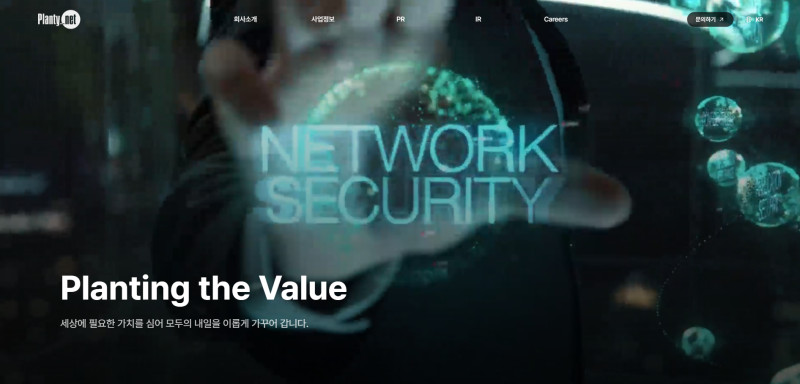 Planty.net
회사소개
사업정보
PR
IR
Careers
문의하기
KR
NETWORK
SECURITY
Planting the Value
세상에 필요한 가치를 심어 모두의 내일을 이롭게 가꾸어 갑니다.